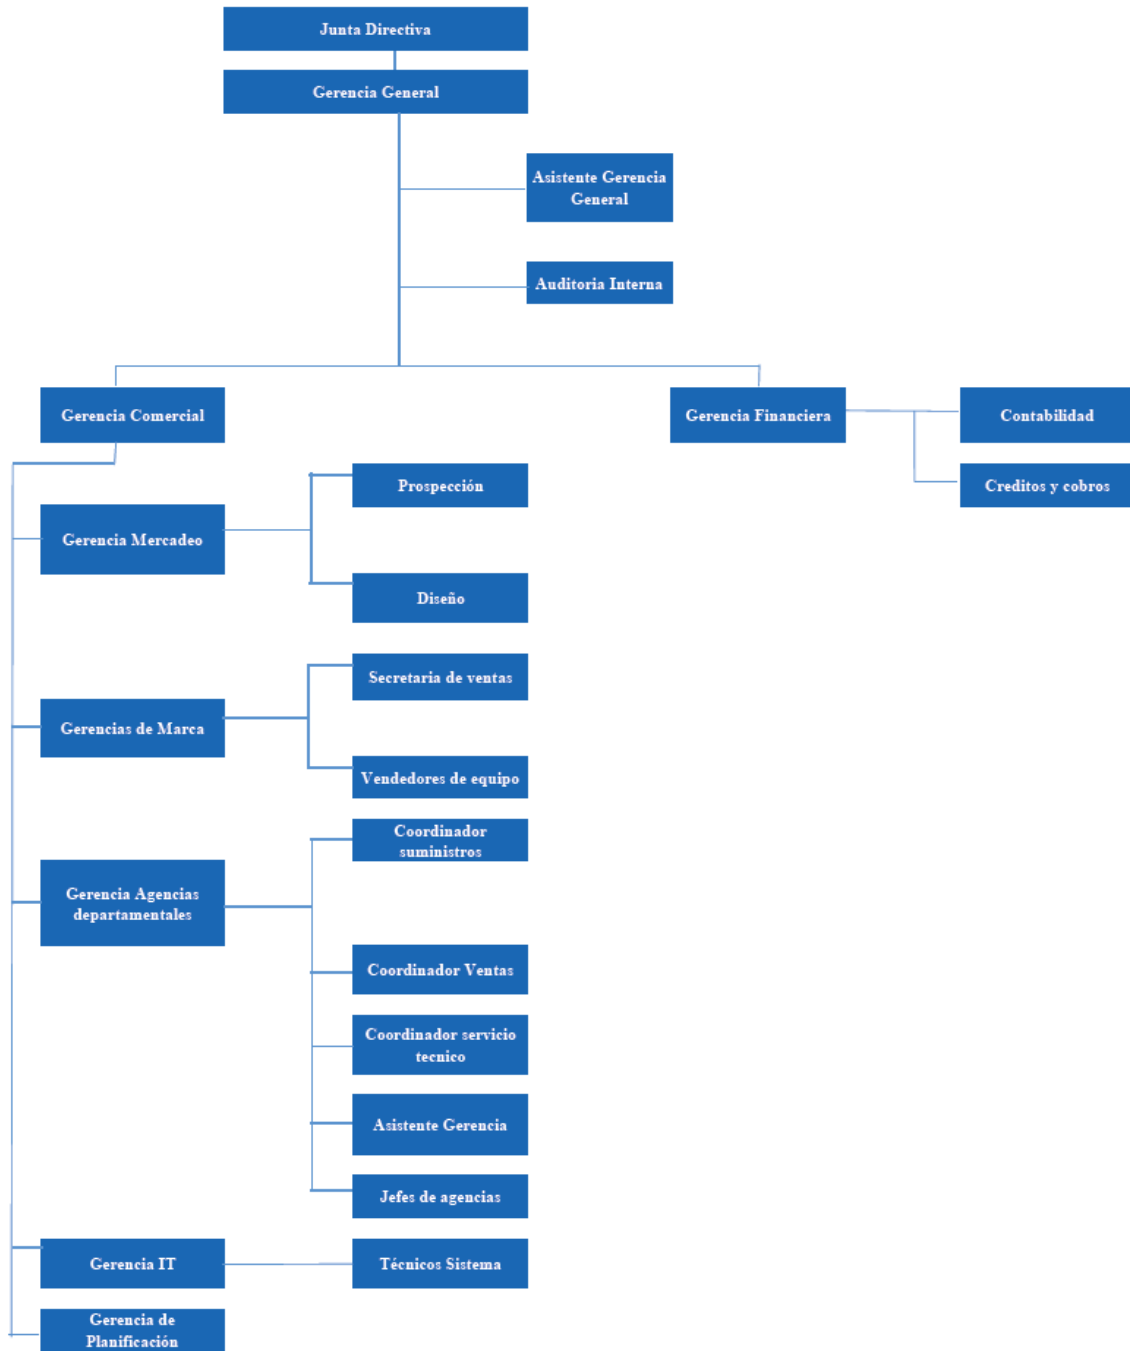 Junta Directiva
Gerencia General
Asistente Gerencia
General
Auditoria Interna
Gerencia Comercial
Gerencia Financiera
Contabilidad
Creditos y cobros
Gerencia Mercadeo
Prospección
Diseño
Gerencias de Marca
Secretaria de ventas
Vendedores de equipo
Gerencia Agencias
departamentales
Coordinador
suministros
Coordinador Ventas
Coordinador servicio
tecnico
Asistente Gerencia
Jefes de agencias
Gerencia IT
Técnicos Sistema
Gerencia de
Planificación